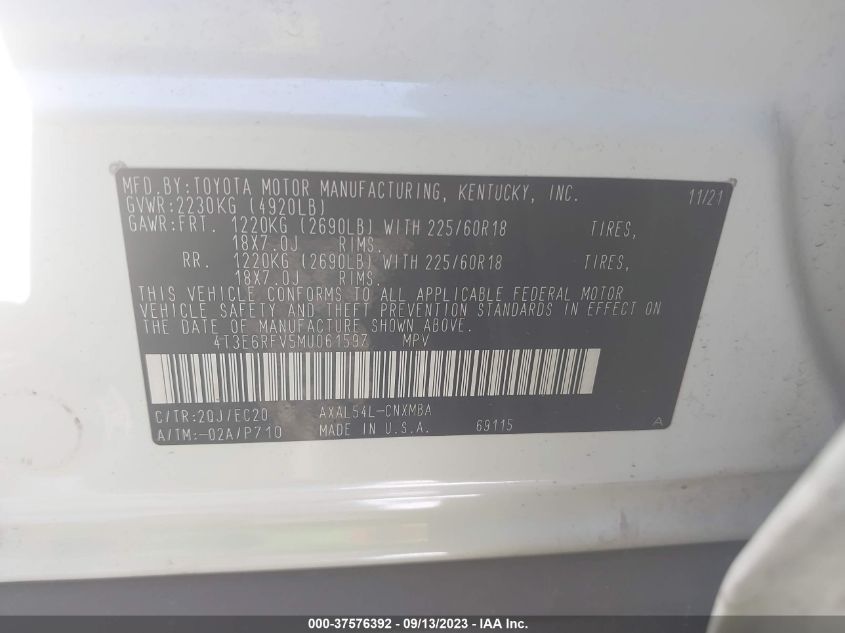 MFD.BY:TOYOTA MOTOR MANUFACTURING, KENTUCKY, INC. 11/21
GVWR:2230KG (4920LB)
GAWR:FRT. 1220KG (2690LB) WITH 225/60R18 TIRES,
18X7.0J RIMS.
RR. 1220KG (2690LB) WITH 225/60R18 TIRES,
18X7.0J RIMS.
THIS VEHICLE CONFORMS TO ALL APPLICABLE FEDERAL MOTOR
VEHICLE SAFETY AND THEFT PREVENTION STANDARDS IN EFFECT ON
THE DATE OF MANUFACTURE SHOWN ABOVE.
4T3E6RFV5MU061597 MPV
C/TR:2QJ/EC20 AXAL54L-CNXMBA
A/TM:-02A/P710 MADE IN U.S.A. 69115 A
000-37576392 - 09/13/2023 - © IAA Inc.